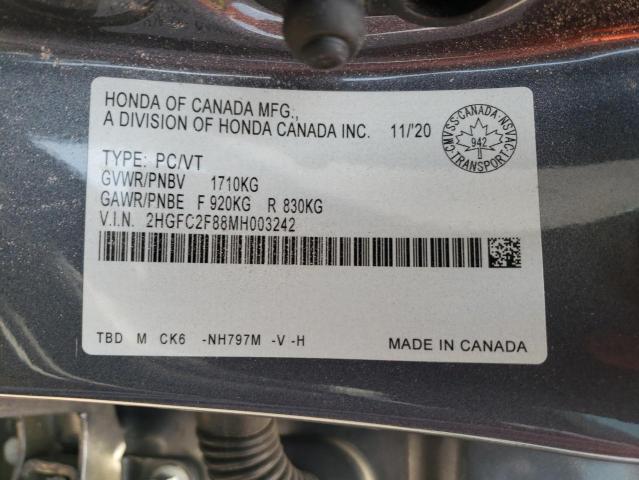 HONDA OF CANADA MFG.,
A DIVISION OF HONDA CANADA INC. 11/'20
CMVSS·CANADA·NSVAC
942
TRANSPORT
TYPE: PC/VT
GVWR/PNBV 1710KG
GAWR/PNBE F 920KG R 830KG
V.I.N. 2HGFC2F88MH003242
TBD M CK6 -NH797M -V -H
MADE IN CANADA